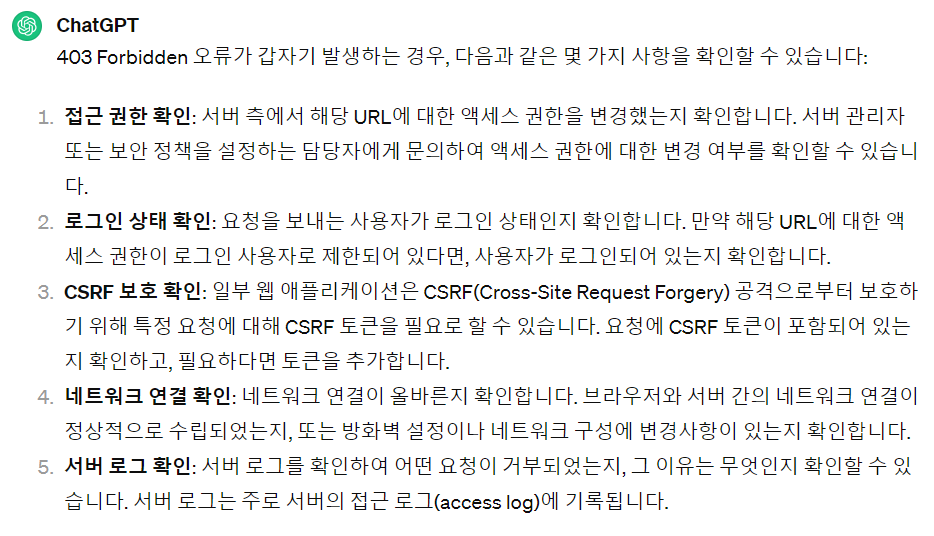 ChatGPT
403 Forbidden 오류가 갑자기 발생하는 경우, 다음과 같은 몇 가지 사항을 확인할 수 있습니다:
1. 접근 권한 확인: 서버 측에서 해당 URL에 대한 액세스 권한을 변경했는지 확인합니다. 서버 관리자
또는 보안 정책을 설정하는 담당자에게 문의하여 액세스 권한에 대한 변경 여부를 확인할 수 있습니
다.
2. 로그인 상태 확인: 요청을 보내는 사용자가 로그인 상태인지 확인합니다. 만약 해당 URL에 대한 액
세스 권한이 로그인 사용자로 제한되어 있다면, 사용자가 로그인되어 있는지 확인합니다.
3. CSRF 보호 확인: 일부 웹 애플리케이션은 CSRF(Cross-Site Request Forgery) 공격으로부터 보호하
기 위해 특정 요청에 대해 CSRF 토큰을 필요로 할 수 있습니다. 요청에 CSRF 토큰이 포함되어 있는
지 확인하고, 필요하다면 토큰을 추가합니다.
4. 네트워크 연결 확인: 네트워크 연결이 올바른지 확인합니다. 브라우저와 서버 간의 네트워크 연결이
정상적으로 수립되었는지, 또는 방화벽 설정이나 네트워크 구성에 변경사항이 있는지 확인합니다.
5. 서버 로그 확인: 서버 로그를 확인하여 어떤 요청이 거부되었는지, 그 이유는 무엇인지 확인할 수 있
습니다. 서버 로그는 주로 서버의 접근 로그(access log)에 기록됩니다.